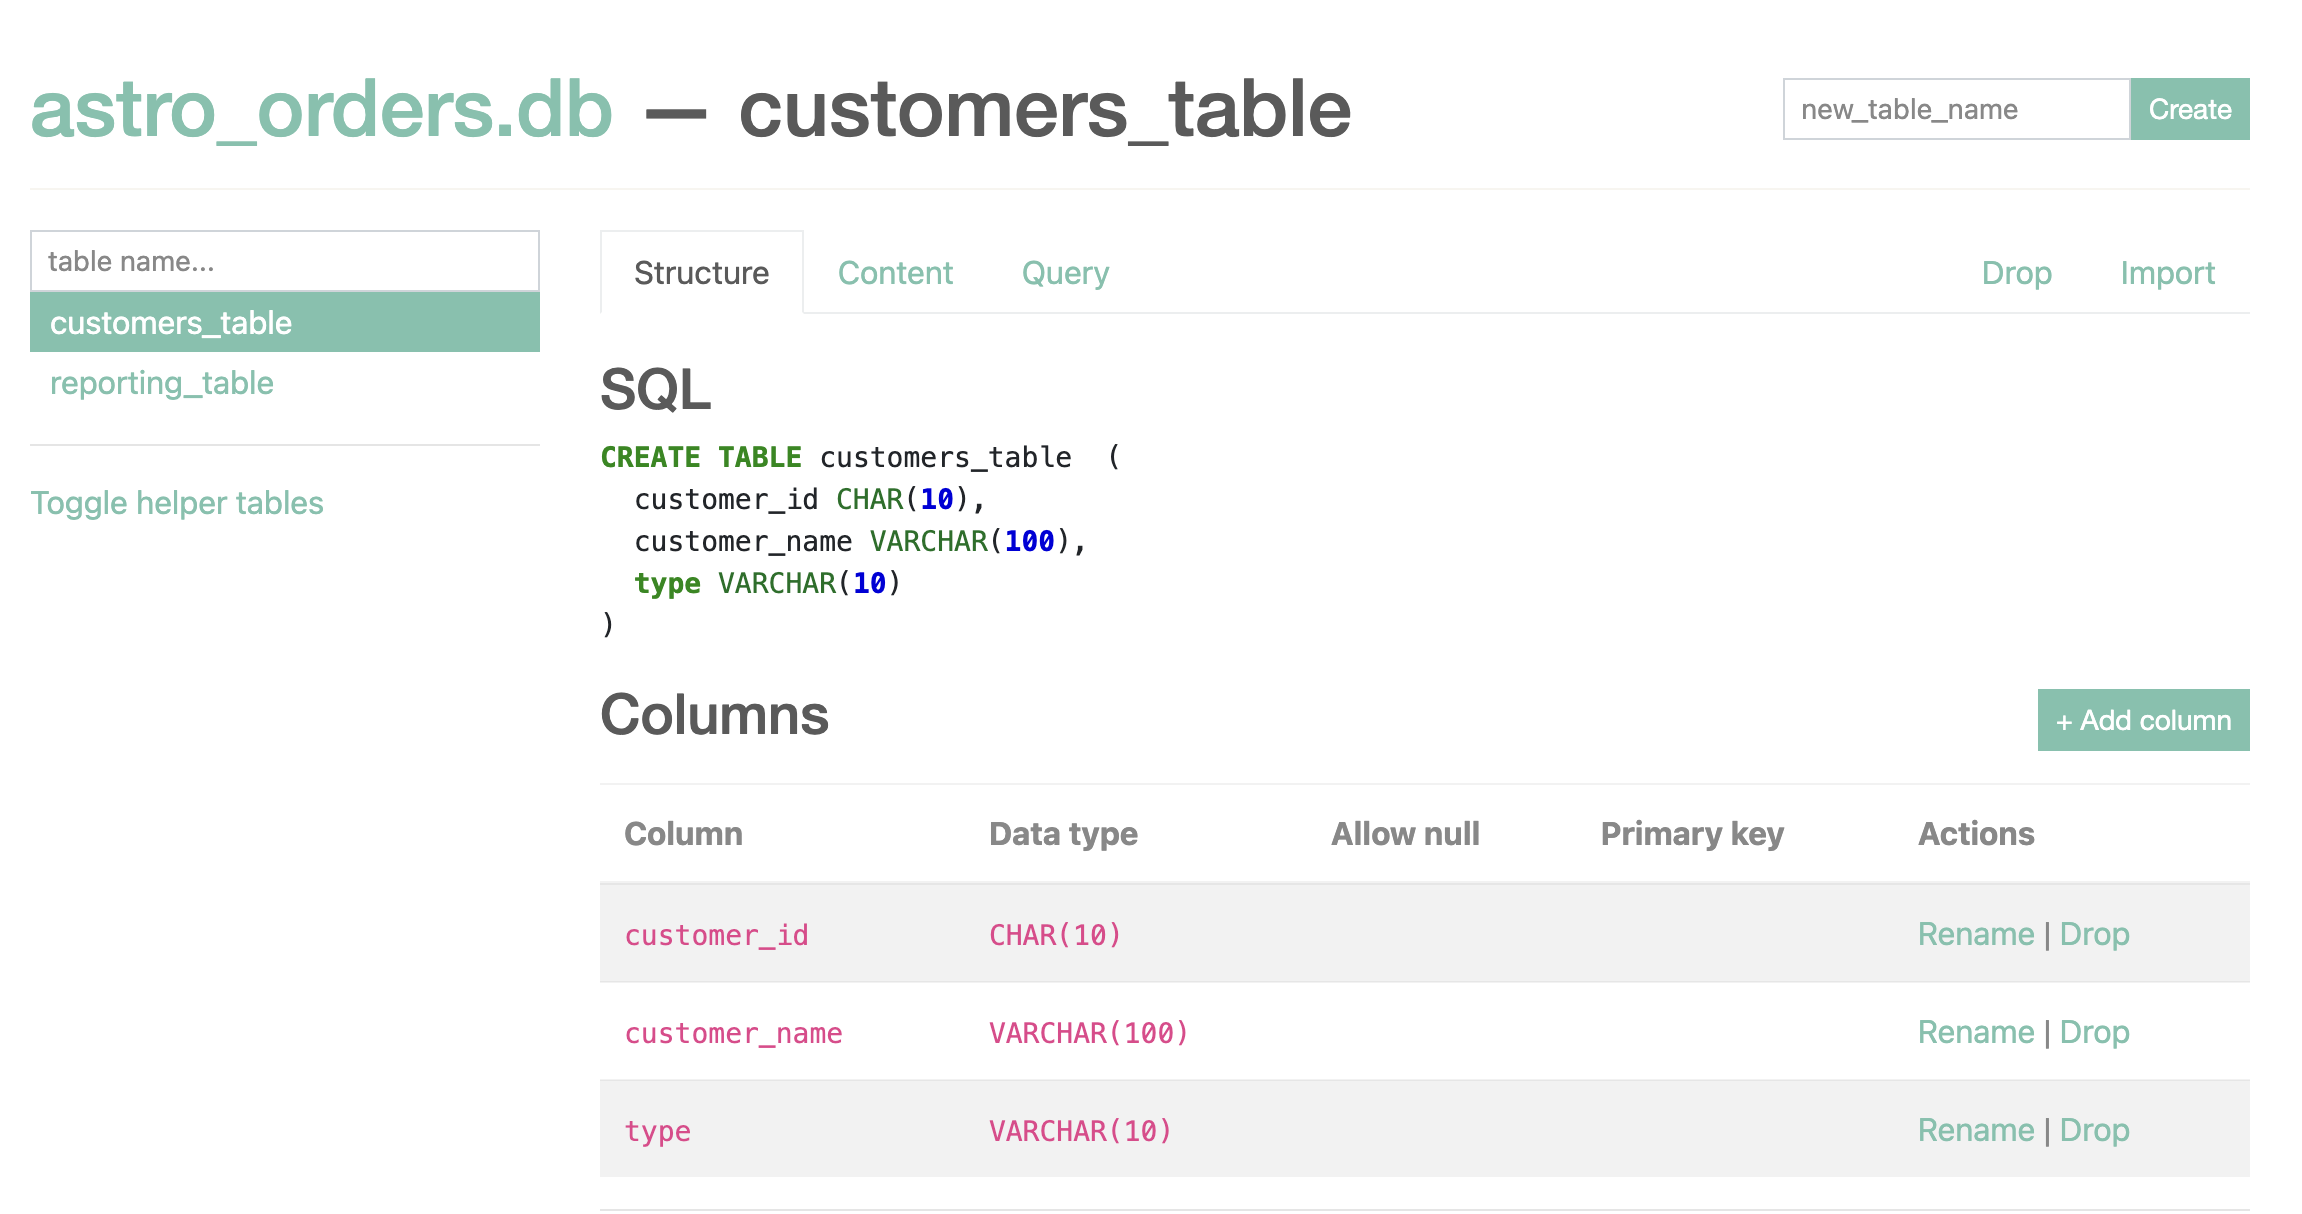 astro_orders.db — customers_table
new_table_name Create
table name...
customers_table
reporting_table
Toggle helper tables
Structure Content Query Drop Import
SQL
CREATE TABLE customers_table  (
  customer_id CHAR(10),
  customer_name VARCHAR(100),
  type VARCHAR(10)
)
Columns
+ Add column
Column Data type Allow null Primary key Actions
customer_id CHAR(10) Rename | Drop
customer_name VARCHAR(100) Rename | Drop
type VARCHAR(10) Rename | Drop